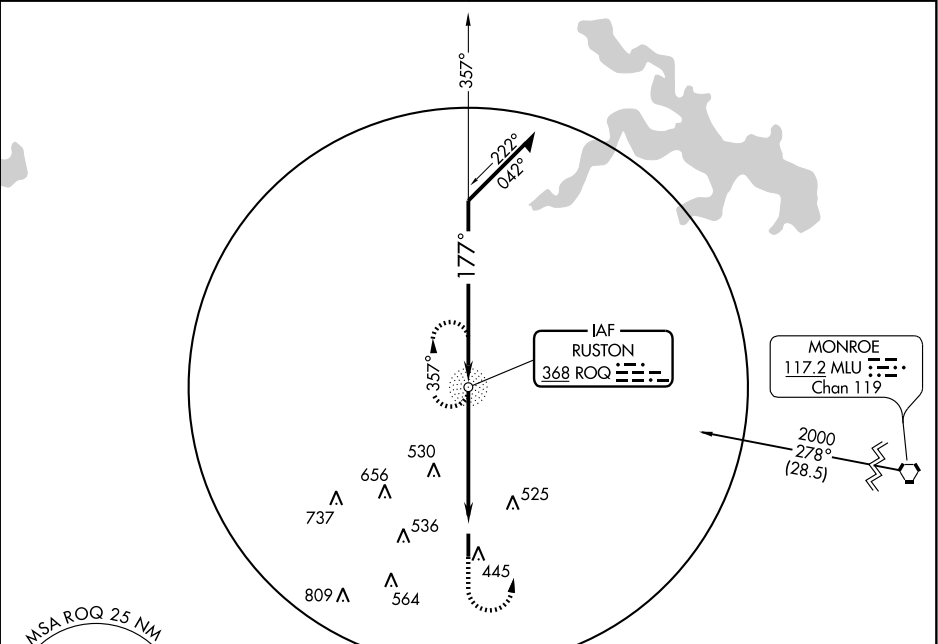 357°
222°
042°
177°
IAF
RUSTON
368 ROQ
357°
MONROE
117.2 MLU
Chan 119
2000
278°
(28.5)
530
656
737
525
536
445
809
564
MSA ROQ 25 NM